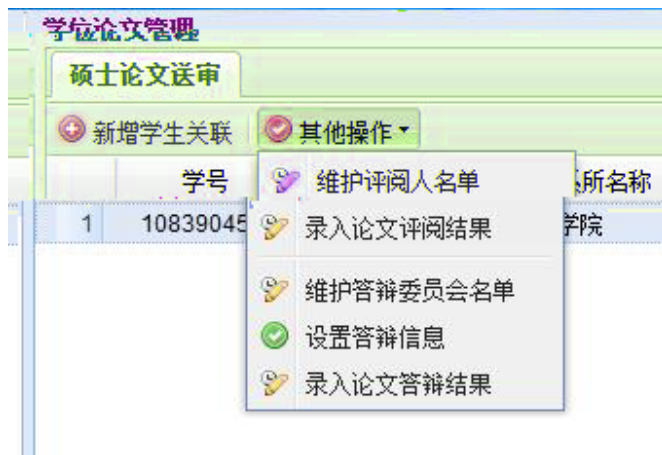 学位论文管理
硕士论文送审
新增学生关联 其他操作
学号 所名称
1 10839045 学院
维护评阅人名单
录入论文评阅结果
维护答辩委员会名单
设置答辩信息
录入论文答辩结果